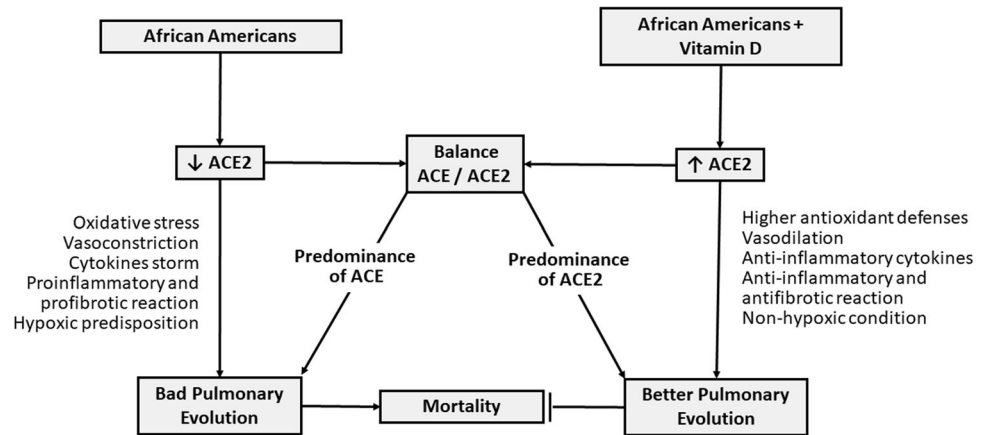 African Americans
African Americans +
Vitamin D
↓ ACE2
Balance
ACE / ACE2
↑ ACE2
Oxidative stress
Vasoconstriction
Cytokines storm
Proinflammatory and
profibrotic reaction
Hypoxic predisposition
Predominance
of ACE
Predominance
of ACE2
Higher antioxidant defenses
Vasodilation
Anti-inflammatory cytokines
Anti-inflammatory and
antifibrotic reaction
Non-hypoxic condition
Bad Pulmonary
Evolution
Mortality
Better Pulmonary
Evolution